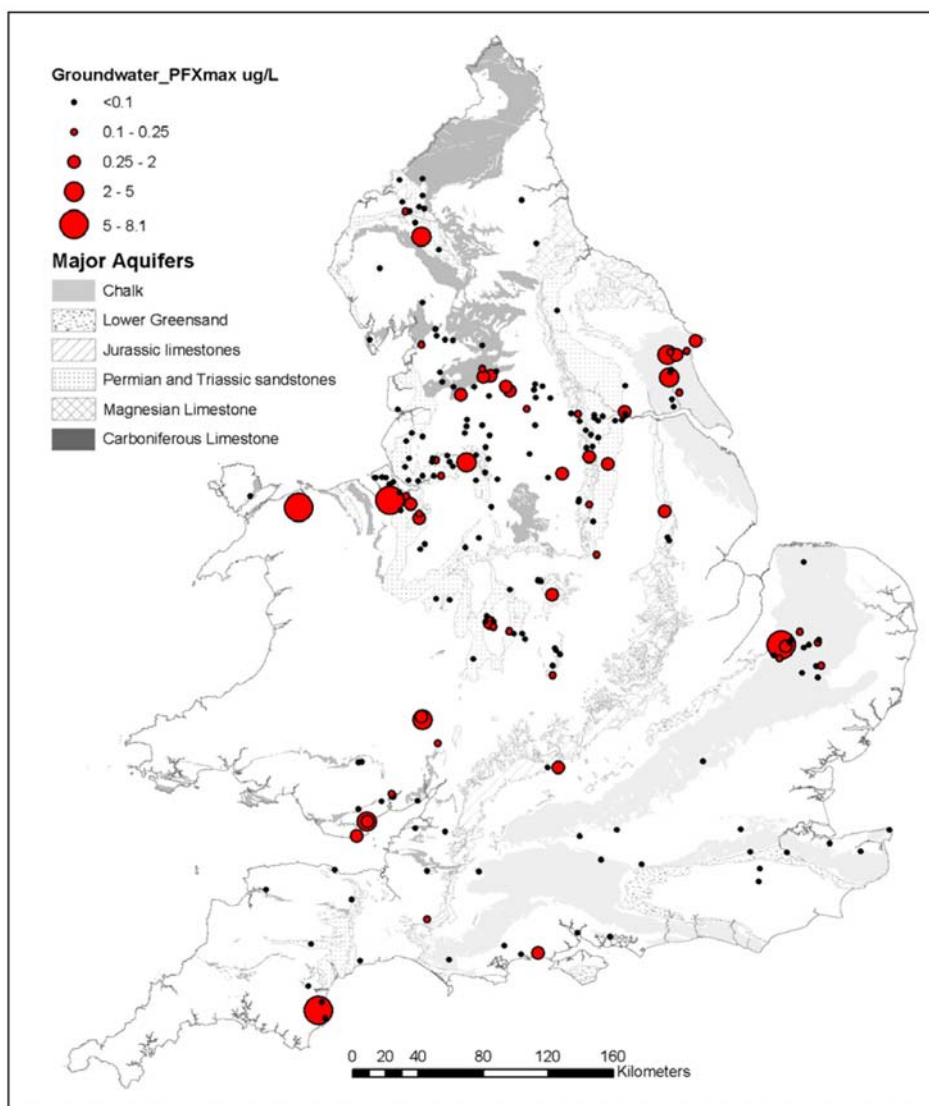 Groundwater_PFXmax ug/L
<0.1
0.1 - 0.25
0.25 - 2
2 - 5
5 - 8.1
Major Aquifers
Chalk
Lower Greensand
Jurassic limestones
Permian and Triassic sandstones
Magnesian Limestone
Carboniferous Limestone
0 20 40 80 120 160
Kilometers